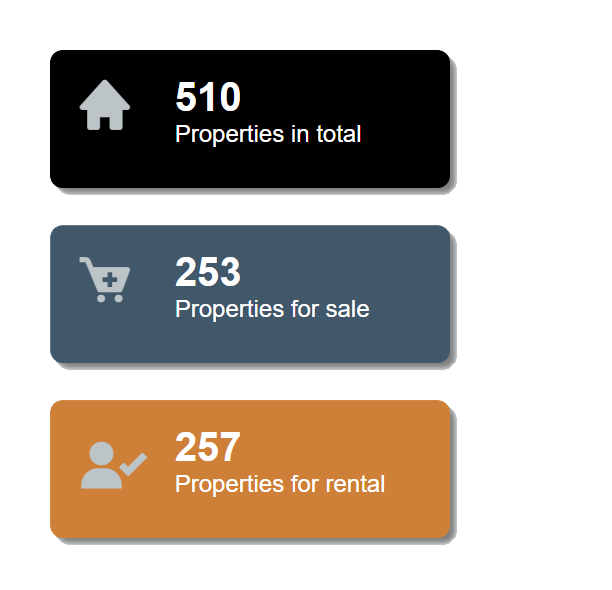 510
Properties in total
253
Properties for sale
257
Properties for rental